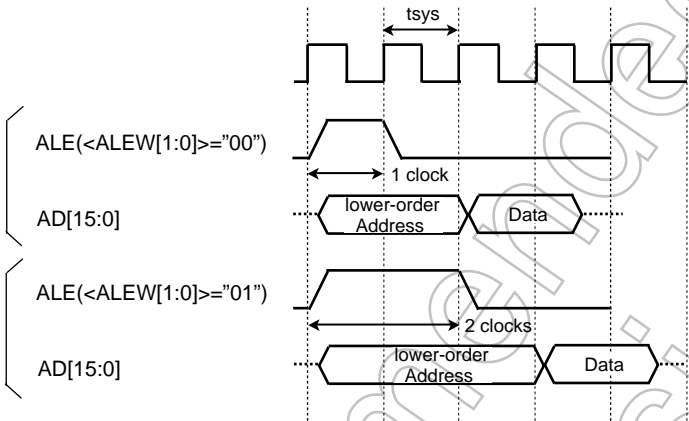 tsys
ALE(<ALEW[1:0]>="00")
1 clock
AD[15:0]
lower-order
Address
Data
ALE(<ALEW[1:0]>="01")
2 clocks
AD[15:0]
lower-order
Address
Data